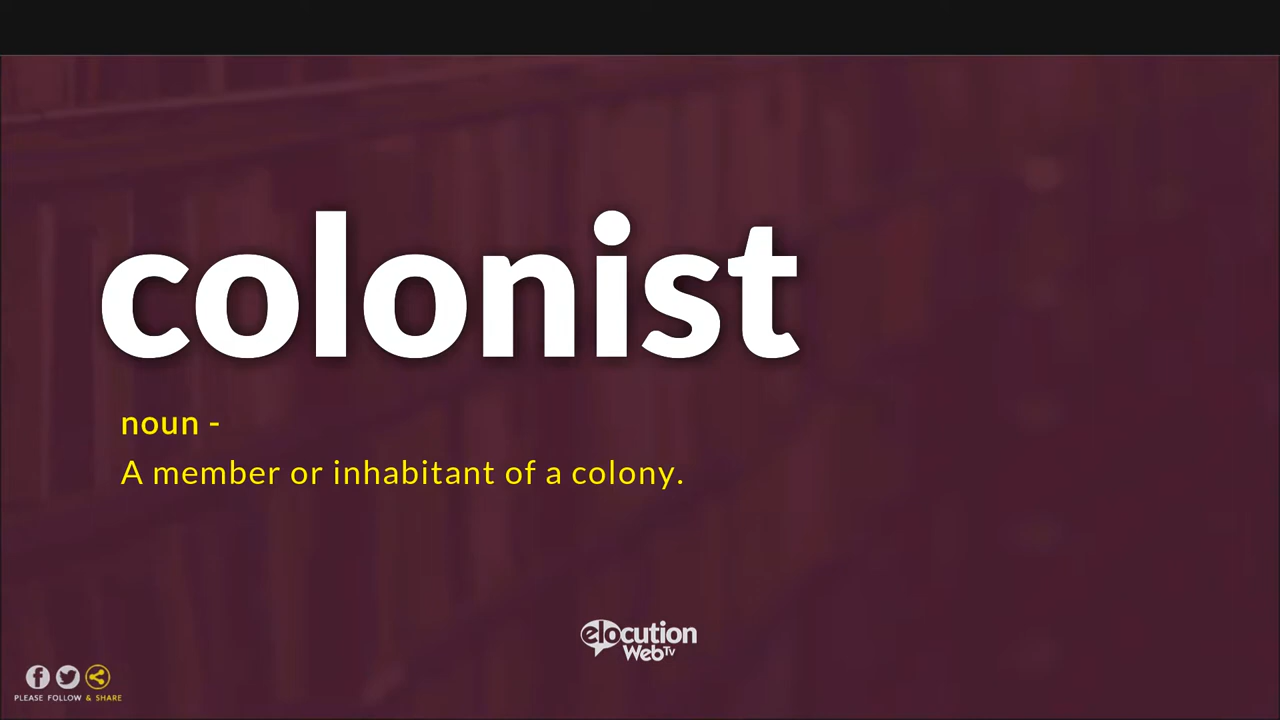 colonist
noun -
A member or inhabitant of a colony.
elocution
WebTv
PLEASE FOLLOW & SHARE